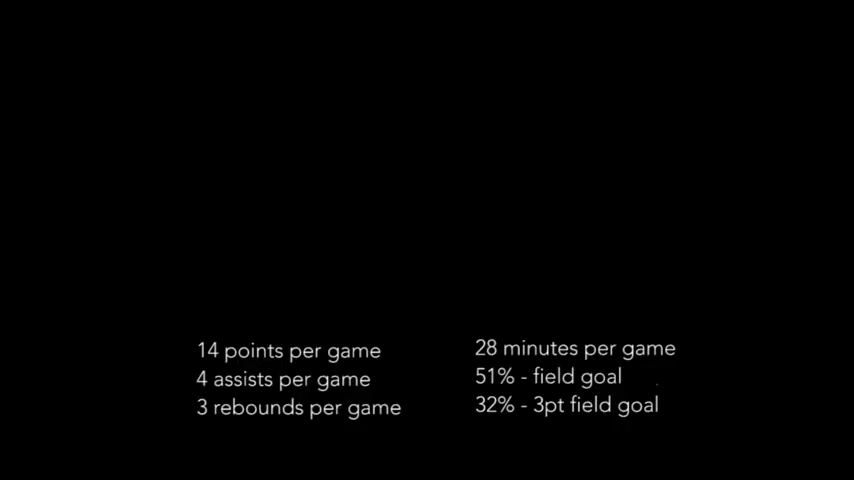 14 points per game
4 assists per game
3 rebounds per game
28 minutes per game
51% - field goal
32% - 3pt field goal